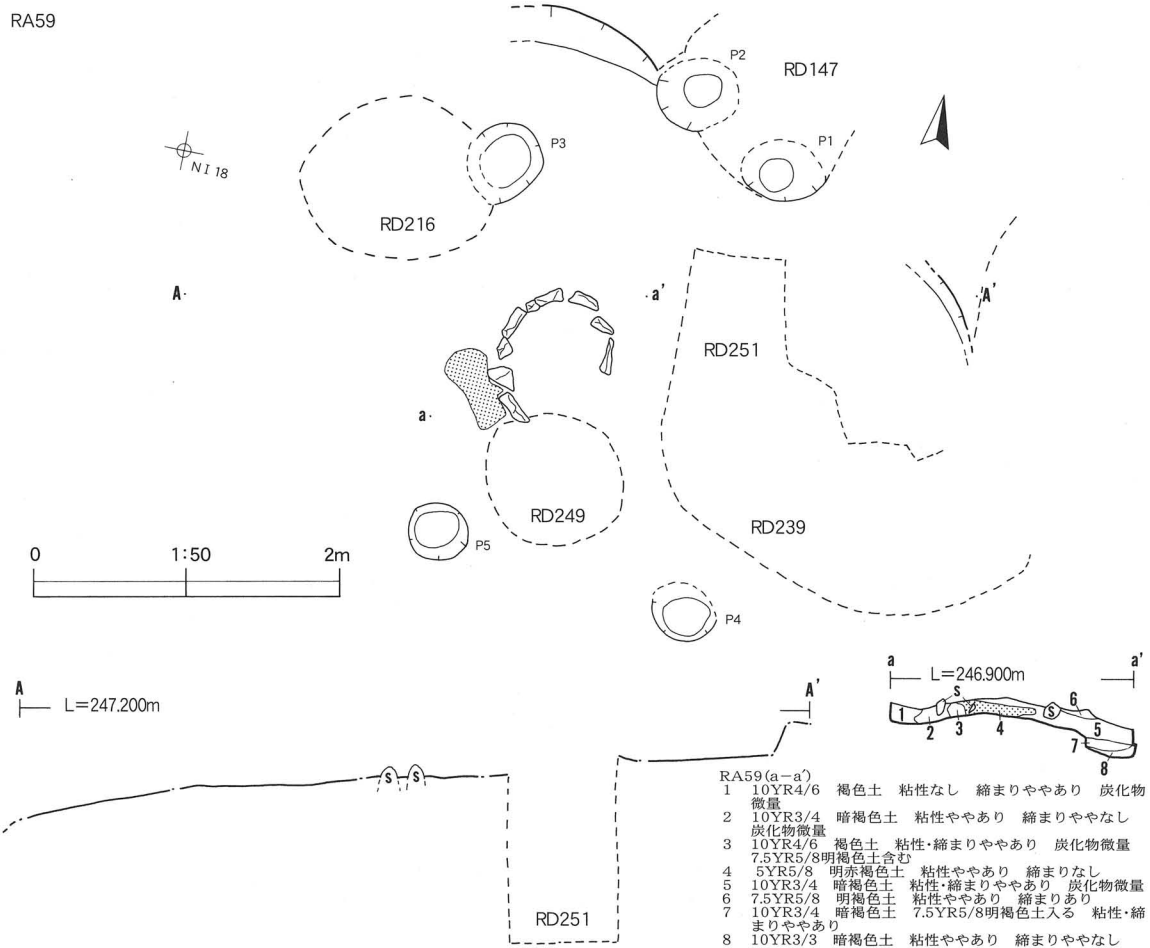 RA59
P2
RD147
P1
P3
N I 18
RD216
A
a'
A'
RD251
a
RD249
RD239
P5
0 1:50 2m
P4
A L=247.200m A'
S S
RD251
a L=246.900m a'
S S 6
1 2 3 4 5
7 8
RA59(a-a')
1 10YR4/6 褐色土 粘性なし 締まりややあり 炭化物
微量
2 10YR3/4 暗褐色土 粘性ややあり 締まりややなし
炭化物微量
3 10YR4/6 褐色土 粘性・締まりややあり 炭化物微量
7.5YR5/8明褐色土含む
4 5YR5/8 明赤褐色土 粘性ややあり 締まりなし
5 10YR3/4 暗褐色土 粘性・締まりややあり 炭化物微量
6 7.5YR5/8 明褐色土 粘性ややあり 締まりあり
7 10YR3/4 暗褐色土 7.5YR5/8明褐色土入る 粘性・締
まりややあり
8 10YR3/3 暗褐色土 粘性ややあり 締まりややなし